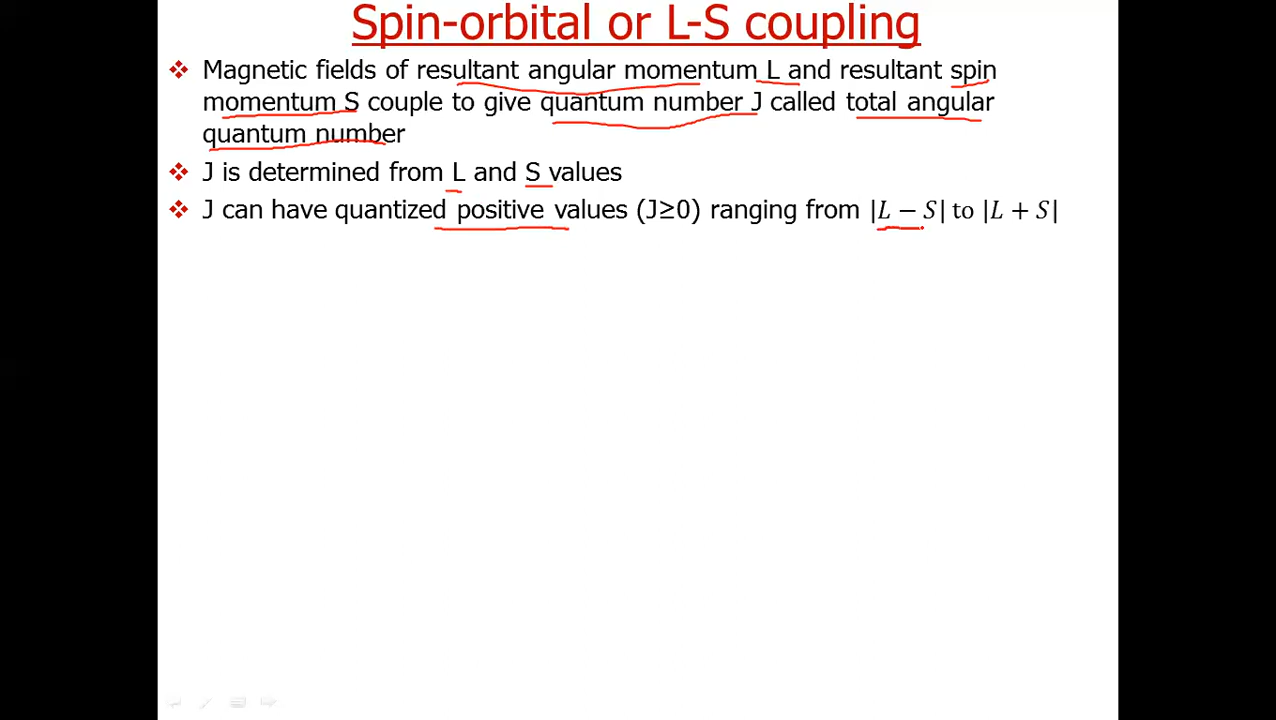 Spin-orbital or L-S coupling
❖ Magnetic fields of resultant angular momentum L and resultant spin
momentum S couple to give quantum number J called total angular
quantum number
❖ J is determined from L and S values
❖ J can have quantized positive values (J≥0) ranging from |L − S| to |L + S|